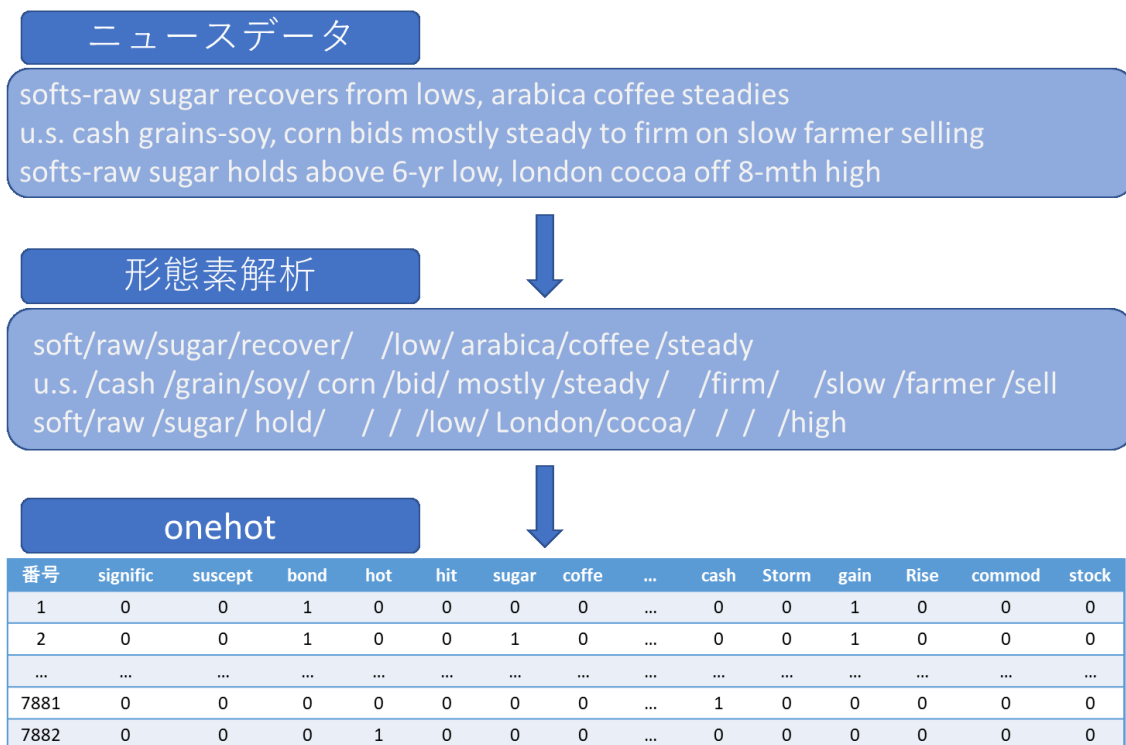 ニュースデータ
softs-raw sugar recovers from lows, arabica coffee steadies
u.s. cash grains-soy, corn bids mostly steady to firm on slow farmer selling
softs-raw sugar holds above 6-yr low, london cocoa off 8-mth high
形態素解析
soft/raw/sugar/recover/ /low/ arabica/coffee /steady
u.s. /cash /grain/soy/ corn /bid/ mostly /steady / /firm/ /slow /farmer /sell
soft/raw /sugar/ hold/ / / /low/ London/cocoa/ / / /high
onehot
番号 signific suscept bond hot hit sugar coffe ... cash Storm gain Rise commod stock
1 0 0 1 0 0 0 0 ... 0 0 1 0 0 0
2 0 0 1 0 0 1 0 ... 0 0 1 0 0 0
... ... ... ... ... ... ... ... ... ... ... ... ... ... ...
7881 0 0 0 0 0 0 0 ... 1 0 0 0 0 0
7882 0 0 0 1 0 0 0 ... 0 0 0 0 0 0